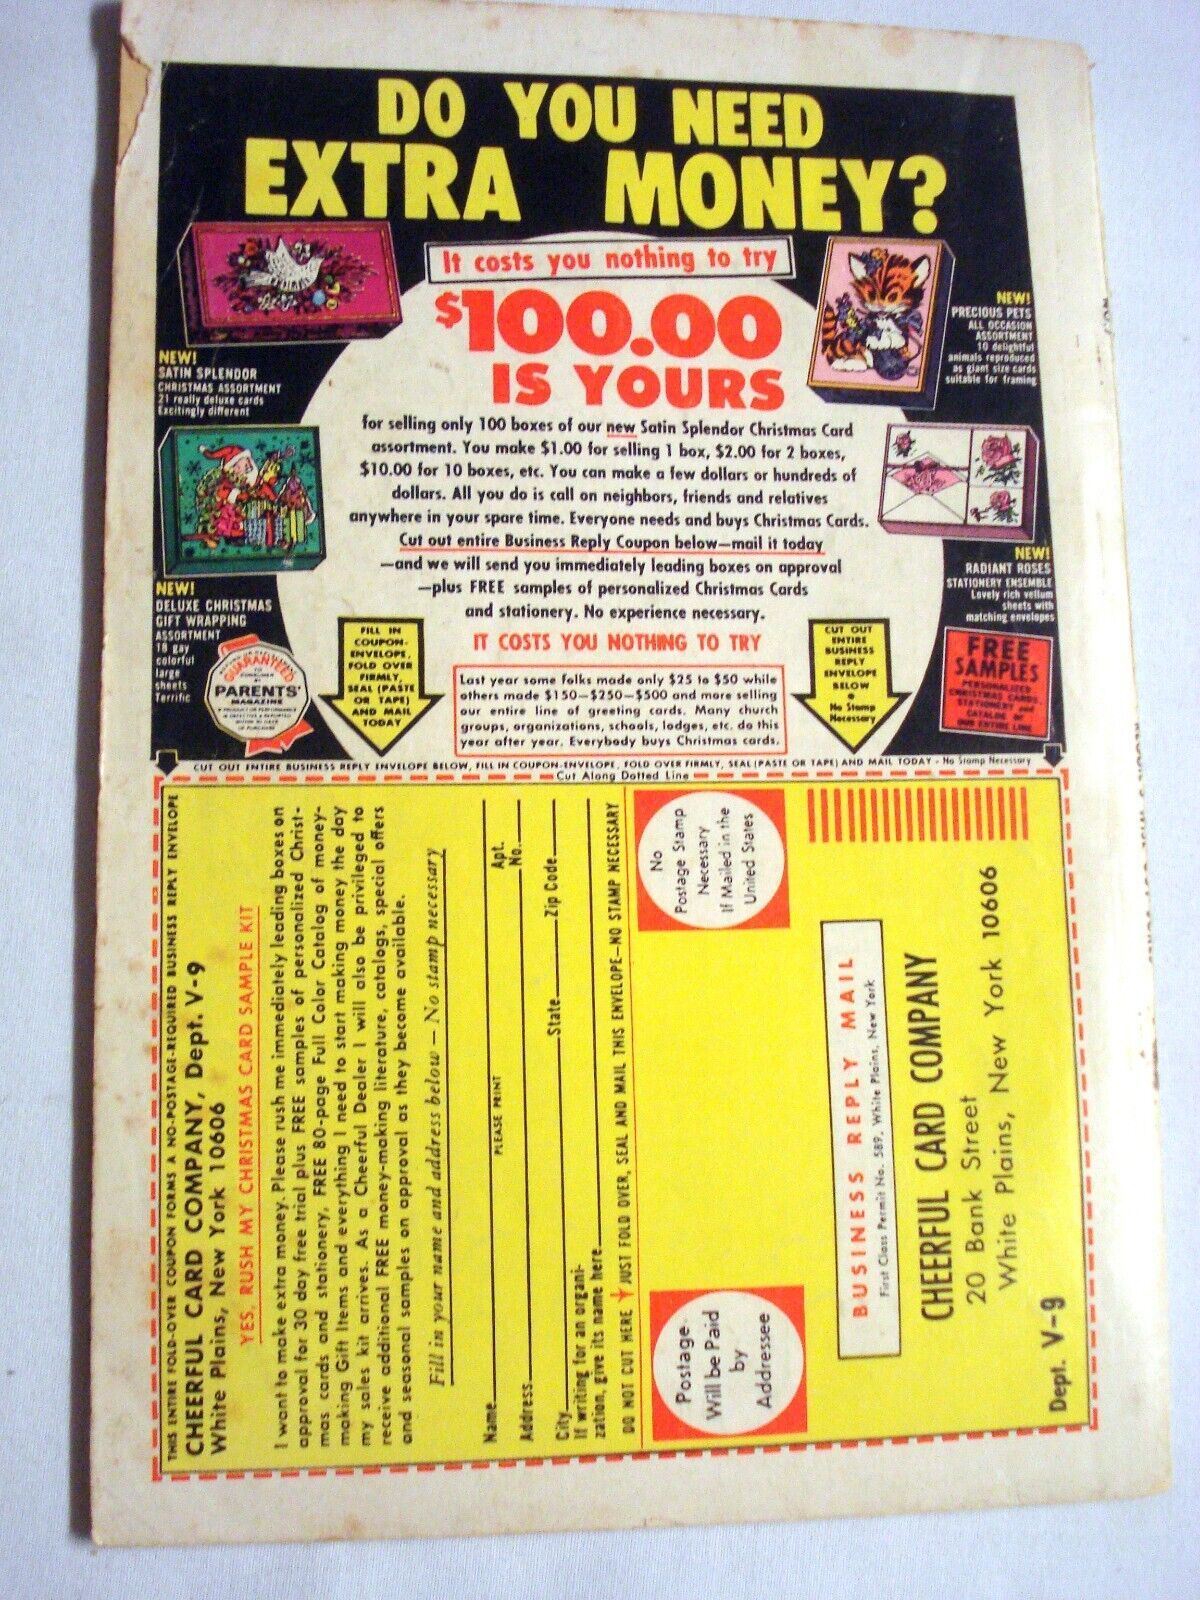 DO YOU NEED
EXTRA MONEY?
It costs you nothing to try
$100.00
IS YOURS
for selling only 100 boxes of our new Satin Splendor Christmas Card
assortment. You make $1.00 for selling 1 box, $2.00 for 2 boxes,
$10.00 for 10 boxes, etc. You can make a few dollars or hundreds of
dollars. All you do is call on neighbors, friends and relatives
anywhere in your spare time. Everyone needs and buys Christmas Cards.
Cut out entire Business Reply Coupon below—mail it today
—and we will send you immediately leading boxes on approval
—plus FREE samples of personalized Christmas Cards
and stationery. No experience necessary.
IT COSTS YOU NOTHING TO TRY
Last year some folks made only $25 to $50 while
others made $150—$250—$500 and more selling
our entire line of greeting cards. Many church
groups, organizations, schools, lodges, etc. do this
year after year. Everybody buys Christmas cards.
NEW!
SATIN SPLENDOR
CHRISTMAS ASSORTMENT
21 really deluxe cards
Excitingly different
NEW!
DELUXE CHRISTMAS
GIFT WRAPPING
ASSORTMENT
18 gay
colorful
large
sheets
Terrific
GUARANTEED
PARENTS'
MAGAZINE
NEW!
PRECIOUS PETS
ALL OCCASION
ASSORTMENT
10 delightful
animals reproduced
as giant size cards
suitable for framing
NEW!
RADIANT ROSES
STATIONERY ENSEMBLE
Lovely rich vellum
sheets with
matching envelopes
FREE
SAMPLES
PERSONALIZED
CHRISTMAS CARDS,
STATIONERY and
CATALOG OF
OUR ENTIRE LINE
FILL IN
COUPON-
ENVELOPE,
FOLD OVER
FIRMLY,
SEAL (PASTE
OR TAPE)
AND MAIL
TODAY
CUT OUT
ENTIRE
BUSINESS
REPLY
ENVELOPE
BELOW
No Stamp
Necessary
CUT OUT ENTIRE BUSINESS REPLY ENVELOPE BELOW, FILL IN COUPON-ENVELOPE, FOLD OVER FIRMLY, SEAL (PASTE OR TAPE) AND MAIL TODAY - No Stamp Necessary
Cut Along Dotted Line
THIS ENTIRE FOLD-OVER COUPON FORMS A NO-POSTAGE-REQUIRED BUSINESS REPLY ENVELOPE
CHEERFUL CARD COMPANY, Dept. V-9
White Plains, New York 10606
YES, RUSH MY CHRISTMAS CARD SAMPLE KIT
I want to make extra money. Please rush me immediately leading boxes on
approval for 30 day free trial plus FREE samples of personalized Christ-
mas cards and stationery, FREE 80-page Full Color Catalog of money-
making Gift Items and everything I need to start making money the day
my sales kit arrives. As a Cheerful Dealer I will also be privileged to
receive additional FREE money-making literature, catalogs, special offers
and seasonal samples on approval as they become available.
Fill in your name and address below — No stamp necessary
Name
PLEASE PRINT
Address Apt. No.
City State Zip Code
If writing for an organi-
zation, give its name here
DO NOT CUT HERE JUST FOLD OVER, SEAL AND MAIL THIS ENVELOPE—NO STAMP NECESSARY
No
Postage Stamp
Necessary
If Mailed in the
United States
Postage
Will be Paid
by
Addressee
BUSINESS REPLY MAIL
First Class Permit No. 589, White Plains, New York
CHEERFUL CARD COMPANY
20 Bank Street
White Plains, New York 10606
Dept. V-9